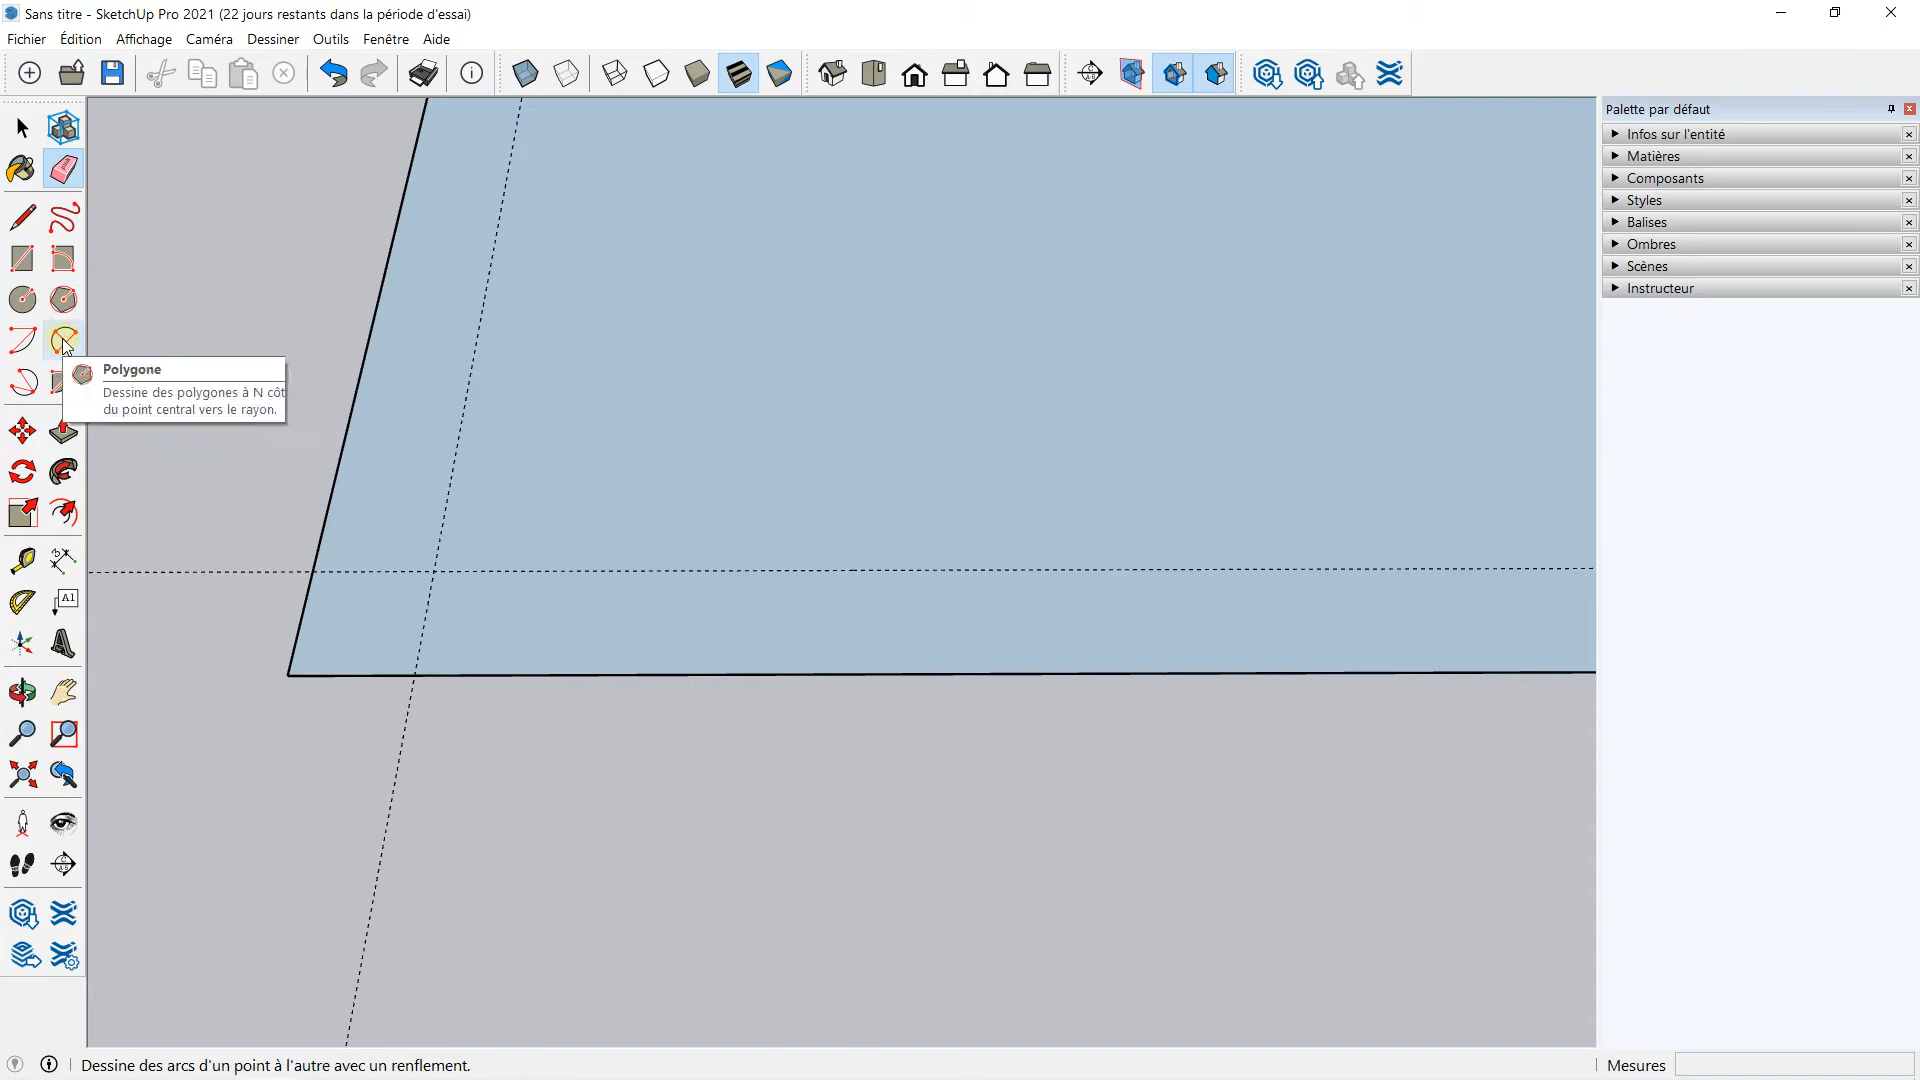 Sans titre - SketchUp Pro 2021 (22 jours restants dans la période d'essai)
Fichier Édition Affichage Caméra Dessiner Outils Fenêtre Aide
Palette par défaut
Infos sur l'entité
Matières
Composants
Styles
Balises
Ombres
Scènes
Instructeur
Polygone
Dessine des polygones à N côt
du point central vers le rayon.
A1
Dessine des arcs d'un point à l'autre avec un renflement.
Mesures